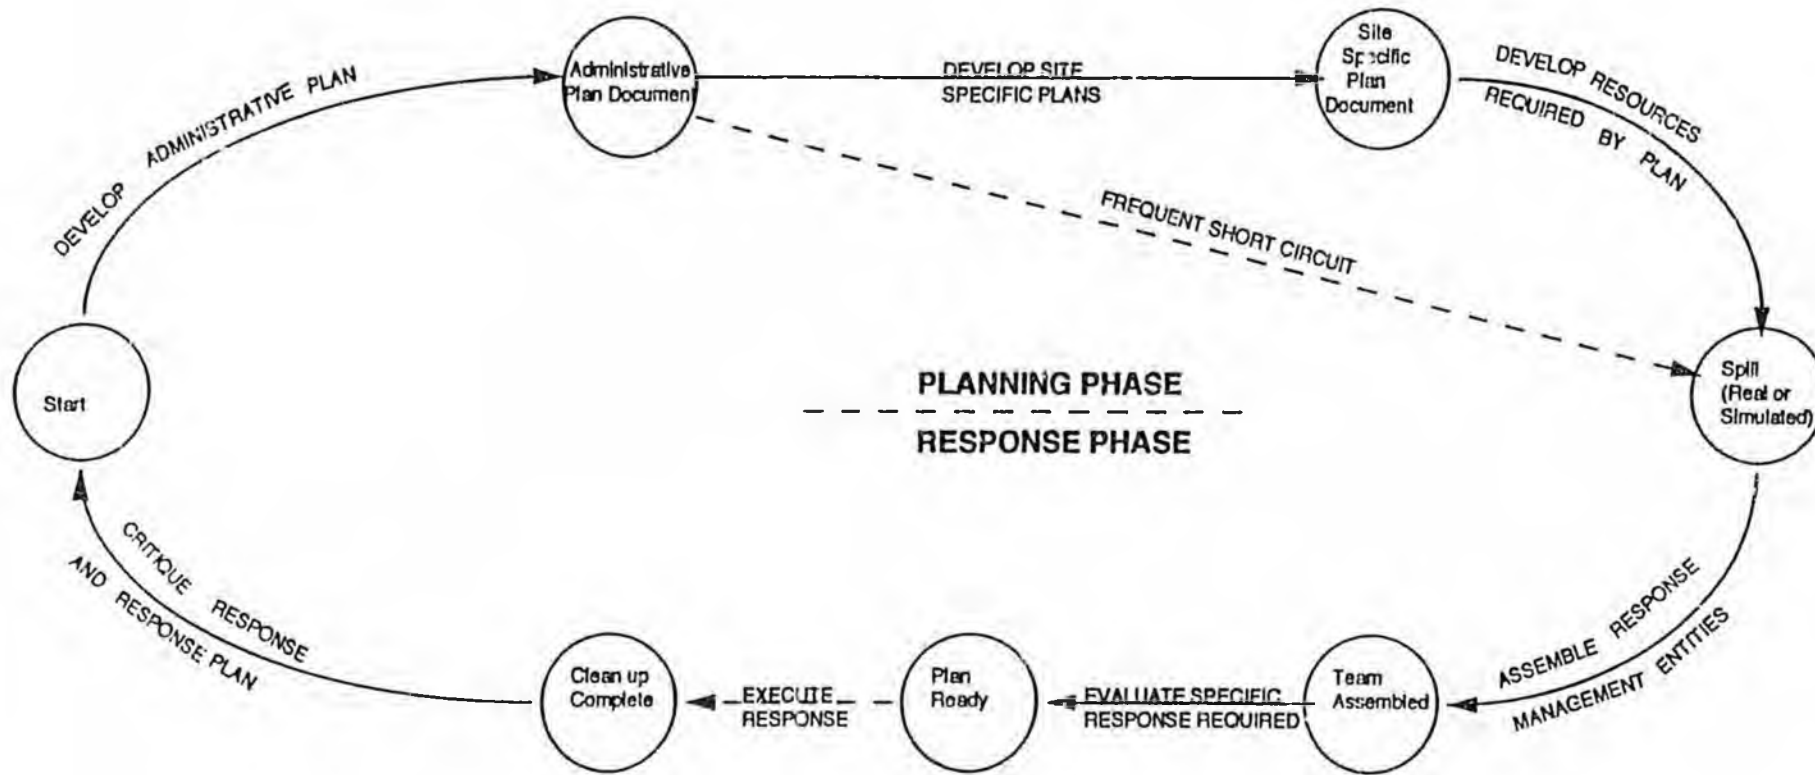 DEVELOP ADMINISTRATIVE PLAN
Administrative
Plan Document
DEVELOP SITE
SPECIFIC PLANS
Site
Specific
Plan
Document
DEVELOP RESOURCES
REQUIRED BY PLAN
FREQUENT SHORT CIRCUIT
Start
PLANNING PHASE
RESPONSE PHASE
Spill
(Real or
Simulated)
CRITIQUE RESPONSE
AND RESPONSE PLAN
Clean up
Complete
EXECUTE
RESPONSE
Plan
Ready
EVALUATE SPECIFIC
RESPONSE REQUIRED
Team
Assembled
ASSEMBLE RESPONSE
MANAGEMENT ENTITIES